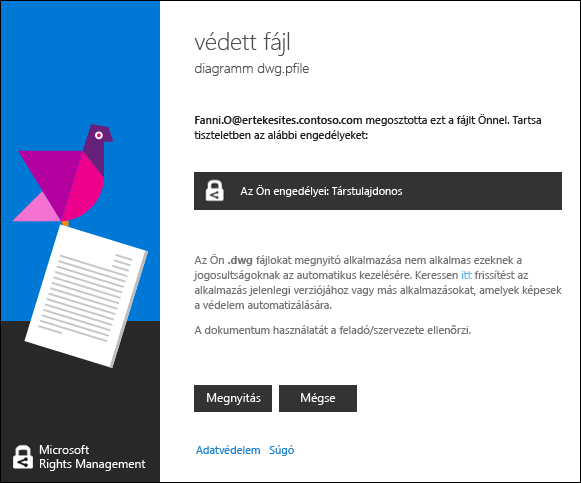 védett fájl
diagramm dwg.pfile
Fanni.O@ertekesites.contoso.com megosztotta ezt a fájlt Önnel. Tartsa
tiszteletben az alábbi engedélyeket:
Az Ön engedélyei: Társtulajdonos
Az Ön .dwg fájlokat megnyitó alkalmazása nem alkalmas ezeknek a
jogosultságoknak az automatikus kezelésére. Keressen itt frissítést az
alkalmazás jelenlegi verziójához vagy más alkalmazásokat, amelyek képesek
a védelem automatizálására.
A dokumentum használatát a feladó/szervezete ellenőrzi.
Megnyitás Mégse
Adatvédelem Súgó
Microsoft
Rights Management